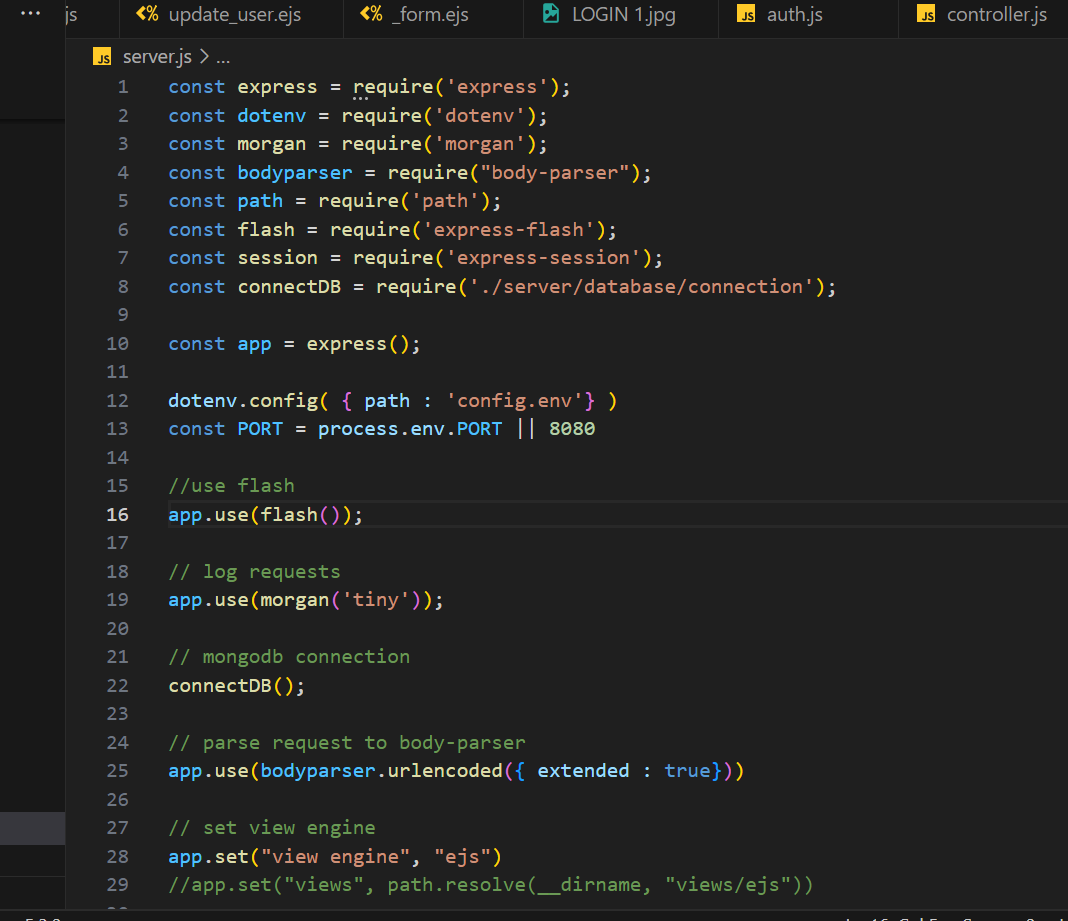 ... js update_user.ejs _form.ejs LOGIN 1.jpg JS auth.js JS controller.js
JS server.js > ...
1 const express = require('express');
2 const dotenv = require('dotenv');
3 const morgan = require('morgan');
4 const bodyparser = require("body-parser");
5 const path = require('path');
6 const flash = require('express-flash');
7 const session = require('express-session');
8 const connectDB = require('./server/database/connection');
9
10 const app = express();
11
12 dotenv.config( { path : 'config.env'} )
13 const PORT = process.env.PORT || 8080
14
15 //use flash
16 app.use(flash());
17
18 // log requests
19 app.use(morgan('tiny'));
20
21 // mongodb connection
22 connectDB();
23
24 // parse request to body-parser
25 app.use(bodyparser.urlencoded({ extended : true}))
26
27 // set view engine
28 app.set("view engine", "ejs")
29 //app.set("views", path.resolve(__dirname, "views/ejs"))